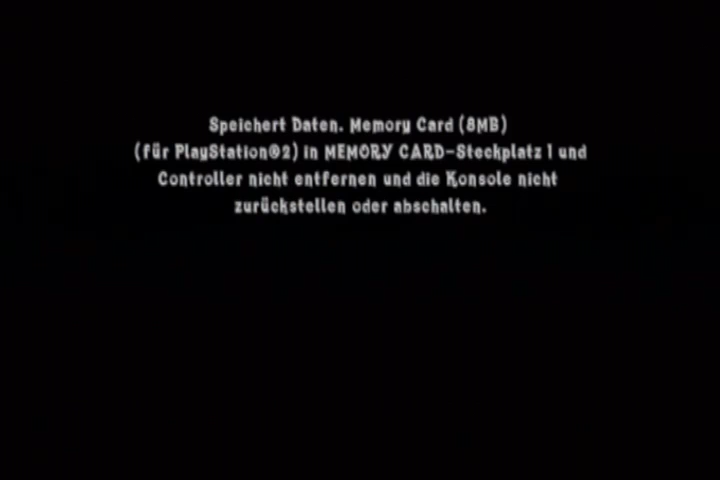 Speichert Daten. Memory Card (8MB)
(für PlayStation®2) in MEMORY CARD-Steckplatz 1 und
Controller nicht entfernen und die Konsole nicht
zurückstellen oder abschalten.